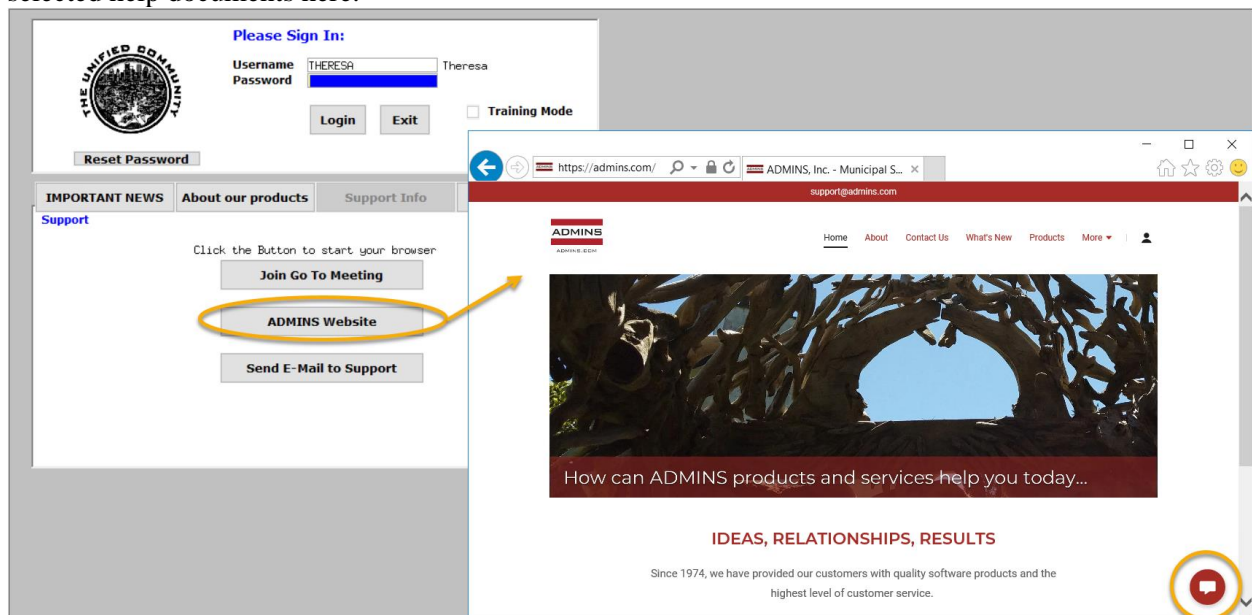 selected help documents here.
THE UNIFIED COMMUNITY
Please Sign In:
Username THERESA Theresa
Password
Login Exit
Training Mode
Reset Password
IMPORTANT NEWS About our products Support Info
Support
Click the Button to start your browser
Join Go To Meeting
ADMINS Website
Send E-Mail to Support
https://admins.com/ ADMINS, Inc. - Municipal S...
support@admins.com
ADMINS
ADMINS.COM
Home About Contact Us What's New Products More
How can ADMINS products and services help you today...
IDEAS, RELATIONSHIPS, RESULTS
Since 1974, we have provided our customers with quality software products and the
highest level of customer service.